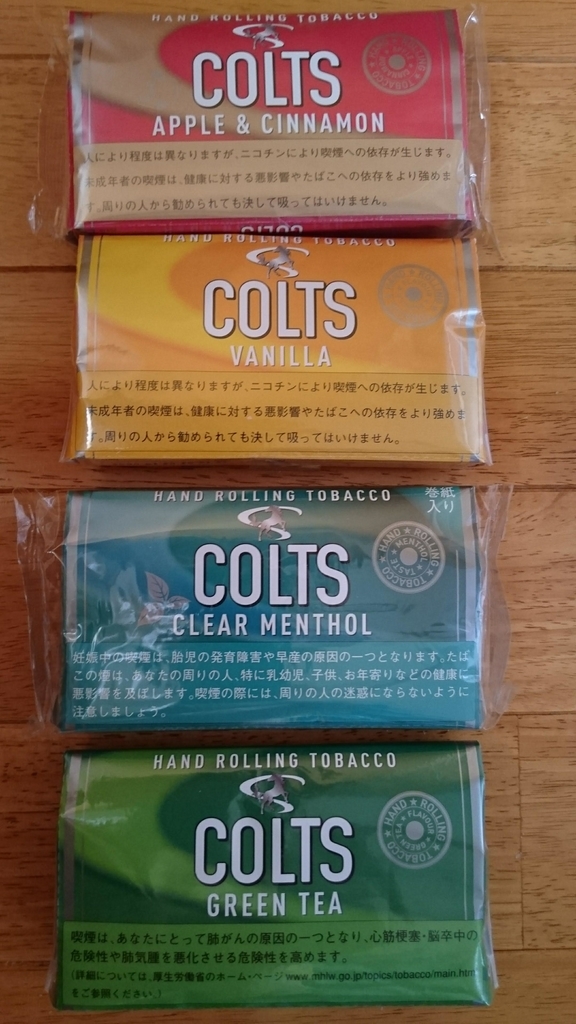 HAND ROLLING TOBACCO
COLTS
APPLE & CINNAMON
HAND ROLLING
TOBACCO
人により程度は異なりますが、ニコチンにより喫煙への依存が生じます。
未成年者の喫煙は、健康に対する悪影響やたばこへの依存をより強めま
す。周りの人から勧められても決して吸ってはいけません。
HAND ROLLING TOBACCO
COLTS
VANILLA
人により程度は異なりますが、ニコチンにより喫煙への依存が生じます。
未成年者の喫煙は、健康に対する悪影響やたばこへの依存をより強めま
す。周りの人から勧められても決して吸ってはいけません。
HAND ROLLING TOBACCO
巻紙
入り
COLTS
CLEAR MENTHOL
HAND ROLLING
MENTHOL
TASTE
TOBACCO
妊娠中の喫煙は、胎児の発育障害や早産の原因の一つとなります。たば
この煙は、あなたの周りの人、特に乳幼児、子供、お年寄りなどの健康に
悪影響を及ぼします。喫煙の際には、周りの人の迷惑にならないように
注意しましょう。
HAND ROLLING TOBACCO
COLTS
GREEN TEA
HAND ROLLING
FLAVOUR
GREEN TEA
TOBACCO
喫煙は、あなたにとって肺がんの原因の一つとなり、心筋梗塞・脳卒中の
危険性や肺気腫を悪化させる危険性を高めます。
(詳細については、厚生労働省のホーム・ページ www.mhlw.go.jp/topics/tobacco/main.htm
をご参照ください。)